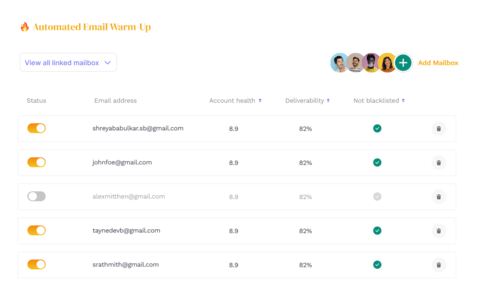 Automated Email Warm-Up
View all linked mailbox
Add Mailbox
Status Email address Account health Deliverability Not blacklisted
shreyababulkar.sb@gmail.com 8.9 82%
johnfoe@gmail.com 8.9 82%
alexmitthen@gmail.com 8.9 82%
taynedevb@gmail.com 8.9 82%
srathmith@gmail.com 8.9 82%